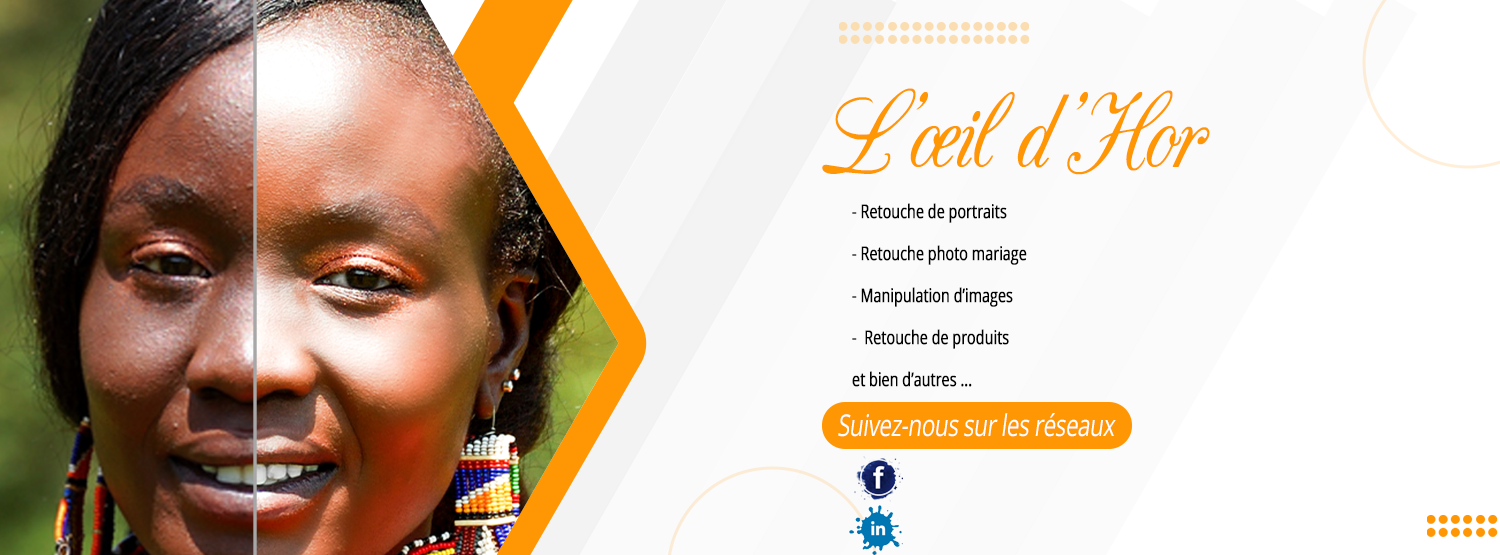 L'œil d'Hor
- Retouche de portraits
- Retouche photo mariage
- Manipulation d'images
- Retouche de produits
et bien d'autres ...
Suivez-nous sur les réseaux
f
in